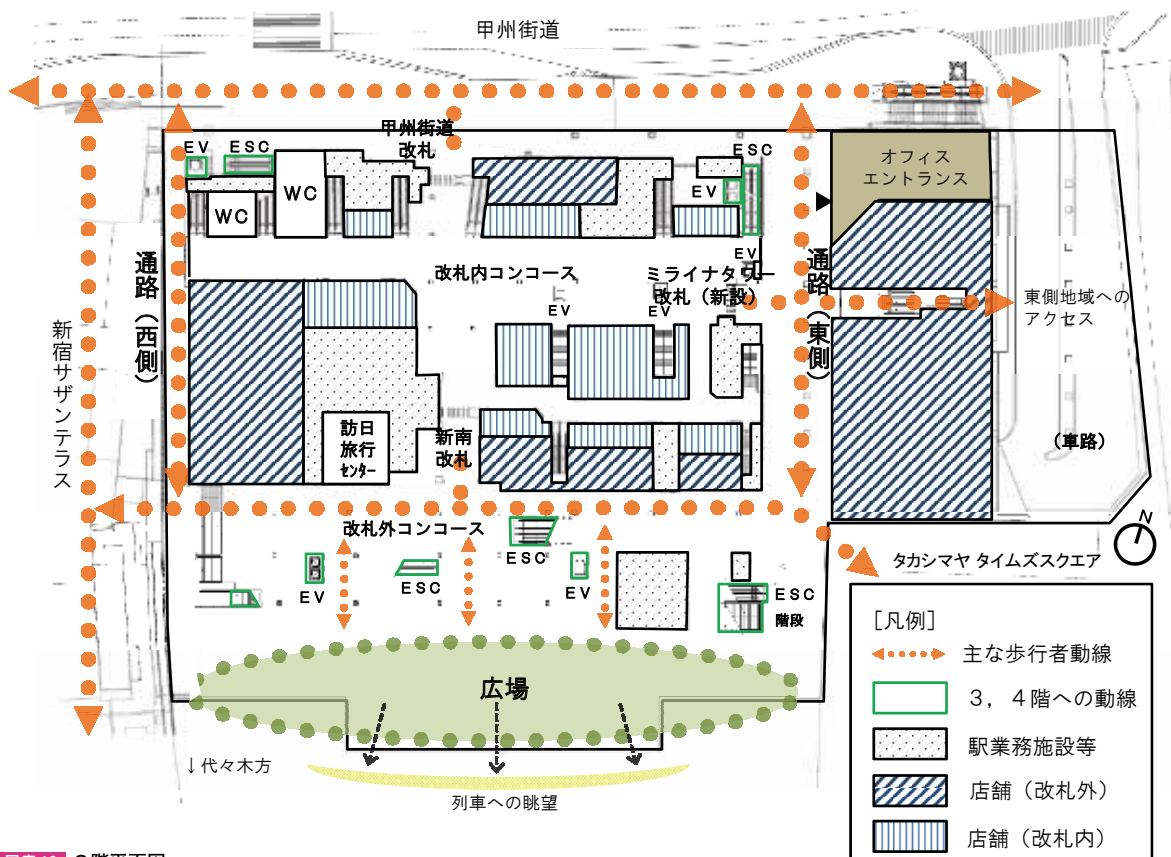 甲州街道
甲州街道
改札
EV
ESC
WC
WC
ESC
EV
EV
オフィス
エントランス
通路（西側）
改札内コンコース
ミライナタワー
改札（新設）
EV
EV
通路（東側）
東側地域への
アクセス
新宿サザンテラス
訪日
旅行
センター
新南
改札
（車路）
改札外コンコース
N
EV
ESC
ESC
EV
ESC
階段
タカシマヤ タイムズスクエア
広場
↓代々木方
列車への眺望
［凡例］
主な歩行者動線
３，４階への動線
駅業務施設等
店舗（改札外）
店舗（改札内）